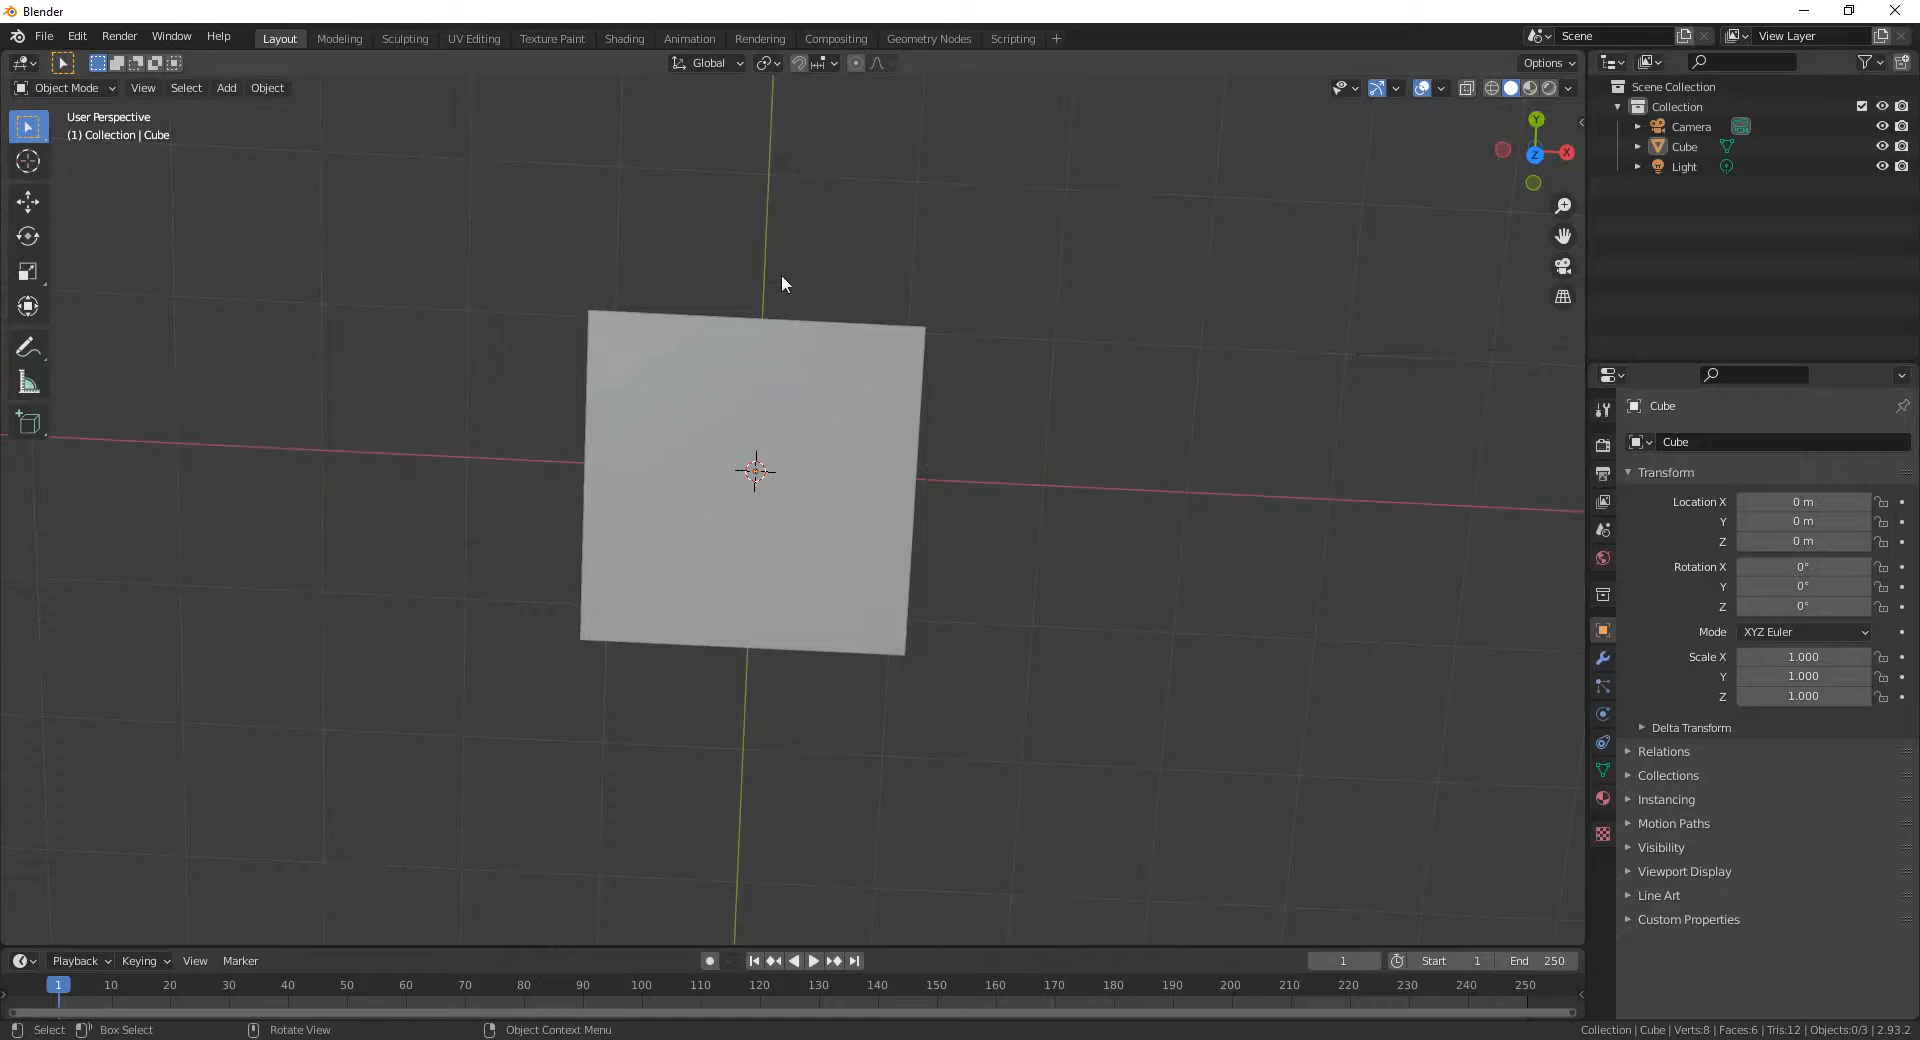 Blender
File Edit Render Window Help
Layout Modeling Sculpting UV Editing Texture Paint Shading Animation Rendering Compositing Geometry Nodes Scripting +
Scene
View Layer
Global
Options
Object Mode View Select Add Object
User Perspective
(1) Collection | Cube
Y
X
Z
Scene Collection
Collection
Camera
Cube
Light
Cube
Cube
Transform
Location X 0 m
Y 0 m
Z 0 m
Rotation X 0°
Y 0°
Z 0°
Mode XYZ Euler
Scale X 1.000
Y 1.000
Z 1.000
Delta Transform
Relations
Collections
Instancing
Motion Paths
Visibility
Viewport Display
Line Art
Custom Properties
Playback Keying View Marker
1 Start 1 End 250
1 10 20 30 40 50 60 70 80 90 100 110 120 130 140 150 160 170 180 190 200 210 220 230 240 250
Select Box Select Rotate View Object Context Menu
Collection | Cube | Verts:8 | Faces:6 | Tris:12 | Objects:0/3 | 2.93.2